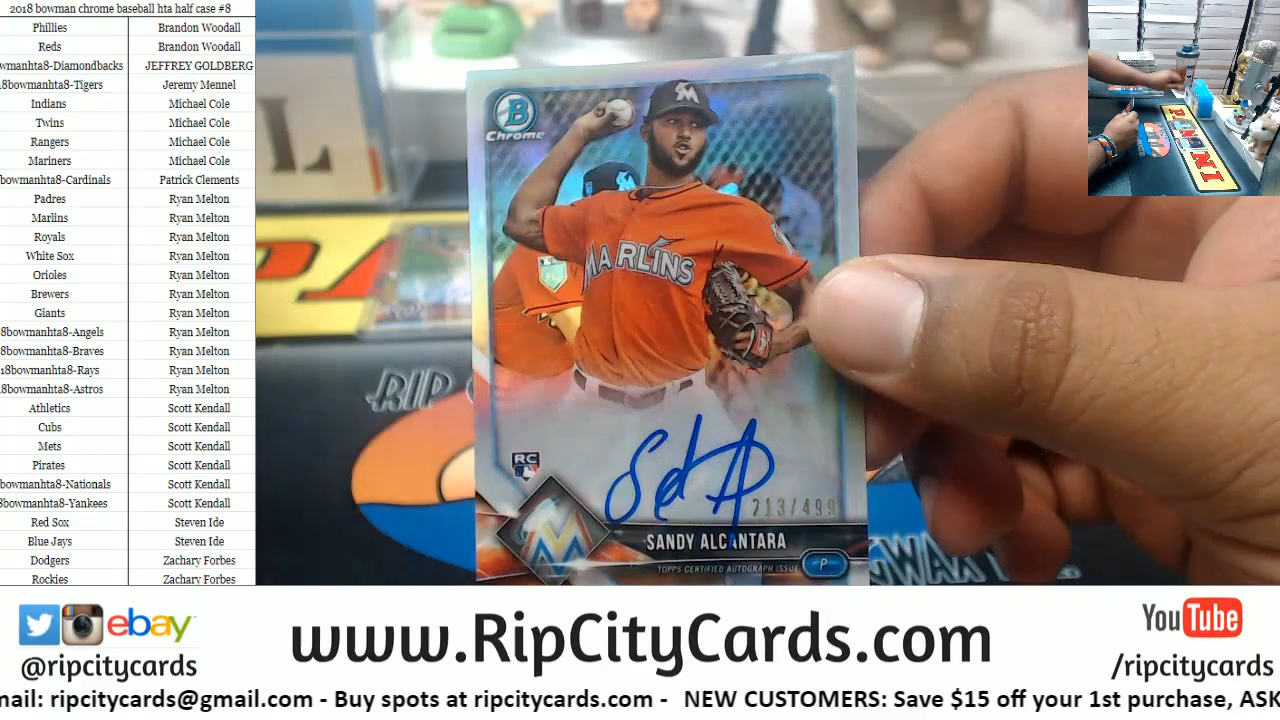 2018 bowman chrome baseball hta half case #8
Phillies Brandon Woodall
Reds Brandon Woodall
wmanhta8-Diamondbacks JEFFREY GOLDBERG
8bowmanhta8-Tigers Jeremy Mennel
Indians Michael Cole
Twins Michael Cole
Rangers Michael Cole
Mariners Michael Cole
bowmanhta8-Cardinals Patrick Clements
Padres Ryan Melton
Marlins Ryan Melton
Royals Ryan Melton
White Sox Ryan Melton
Orioles Ryan Melton
Brewers Ryan Melton
Giants Ryan Melton
8bowmanhta8-Angels Ryan Melton
8bowmanhta8-Braves Ryan Melton
18bowmanhta8-Rays Ryan Melton
8bowmanhta8-Astros Ryan Melton
Athletics Scott Kendall
Cubs Scott Kendall
Mets Scott Kendall
Pirates Scott Kendall
bowmanhta8-Nationals Scott Kendall
8bowmanhta8-Yankees Scott Kendall
Red Sox Steven Ide
Blue Jays Steven Ide
Dodgers Zachary Forbes
Rockies Zachary Forbes
B
Chrome
M
MARLINS
RC
213/499
SANDY ALCANTARA
TOPPS CERTIFIED AUTOGRAPH ISSUE
P
RIP
GWAX
PANINI
ebay
@ripcitycards
www.RipCityCards.com
YouTube
/ripcitycards
mail: ripcitycards@gmail.com - Buy spots at ripcitycards.com - NEW CUSTOMERS: Save $15 off your 1st purchase, ASK